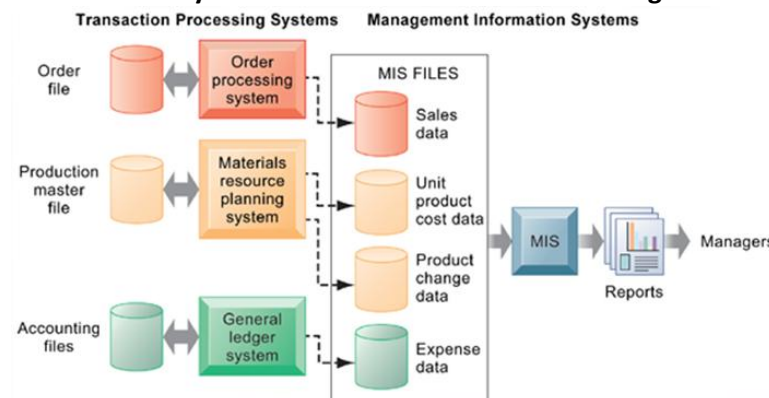 Transaction Processing Systems
Management Information Systems
Order
file
Order
processing
system
MIS FILES
Sales
data
Production
master
file
Materials
resource
planning
system
Unit
product
cost data
Product
change
data
MIS
Reports
Managers
Accounting
files
General
ledger
system
Expense
data